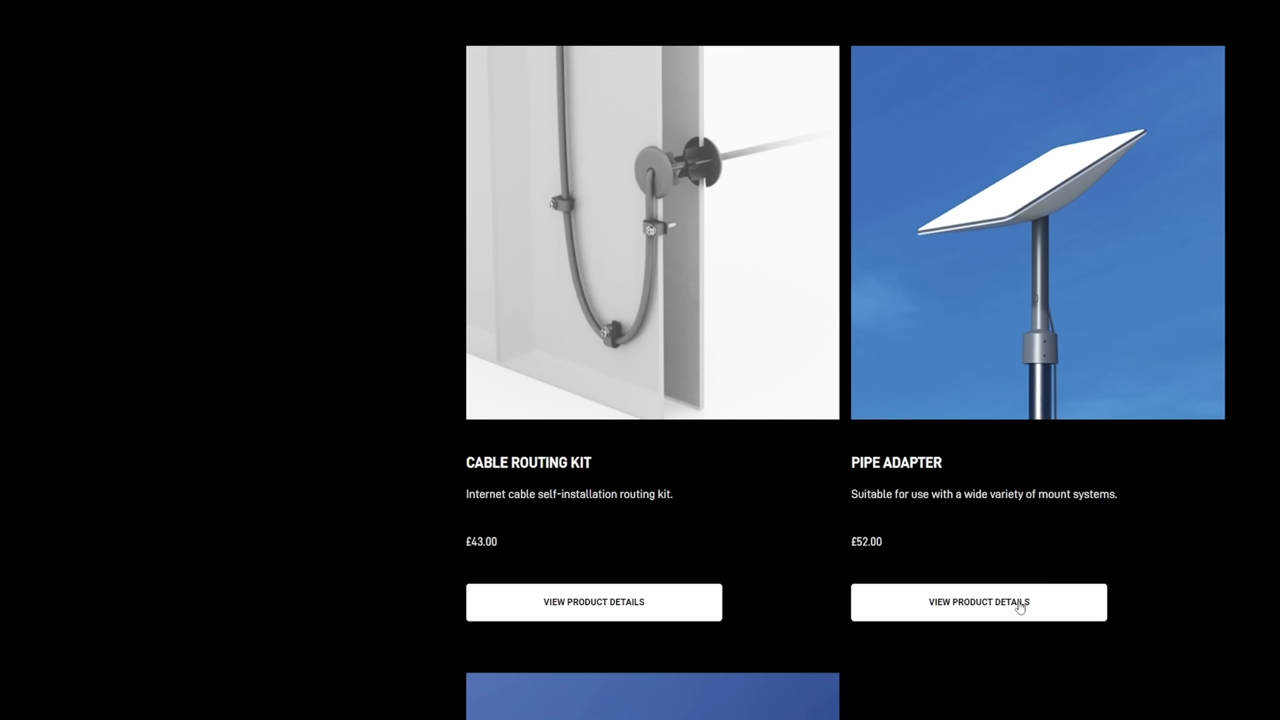 CABLE ROUTING KIT
Internet cable self-installation routing kit.
£43.00
VIEW PRODUCT DETAILS
PIPE ADAPTER
Suitable for use with a wide variety of mount systems.
£52.00
VIEW PRODUCT DETAILS